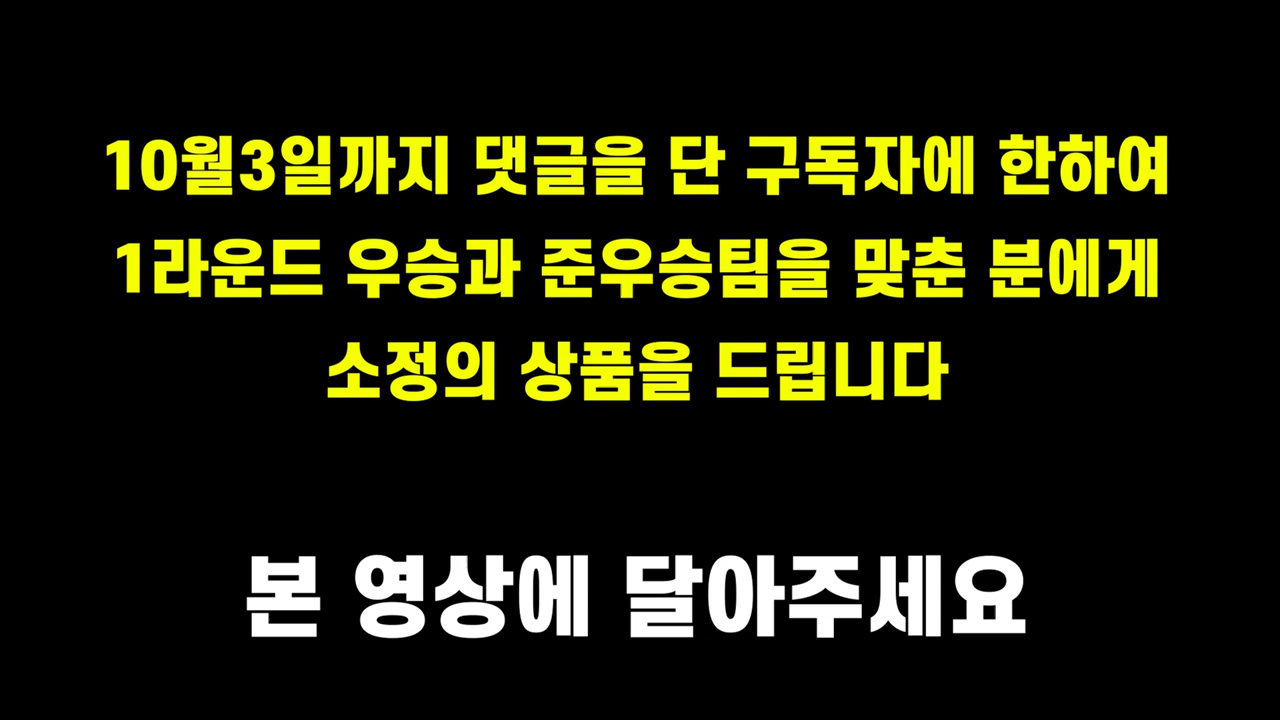 10월3일까지 댓글을 단 구독자에 한하여
1라운드 우승과 준우승팀을 맞춘 분에게
소정의 상품을 드립니다
본 영상에 달아주세요